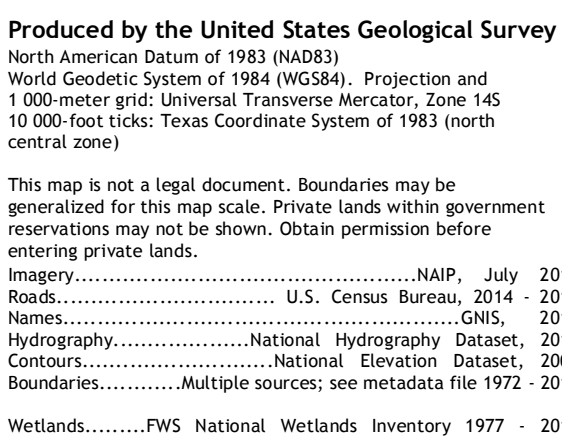 Produced by the United States Geological Survey
North American Datum of 1983 (NAD83)
World Geodetic System of 1984 (WGS84). Projection and
1 000-meter grid: Universal Transverse Mercator, Zone 14S
10 000-foot ticks: Texas Coordinate System of 1983 (north
central zone)
This map is not a legal document. Boundaries may be
generalized for this map scale. Private lands within government
reservations may not be shown. Obtain permission before
entering private lands.
Imagery................................................NAIP, July
Roads............................... U.S. Census Bureau, 2014 -
Names........................................................GNIS,
Hydrography...................National Hydrography Dataset,
Contours...........................National Elevation Dataset,
Boundaries............Multiple sources; see metadata file 1972 -
Wetlands.........FWS National Wetlands Inventory 1977 -